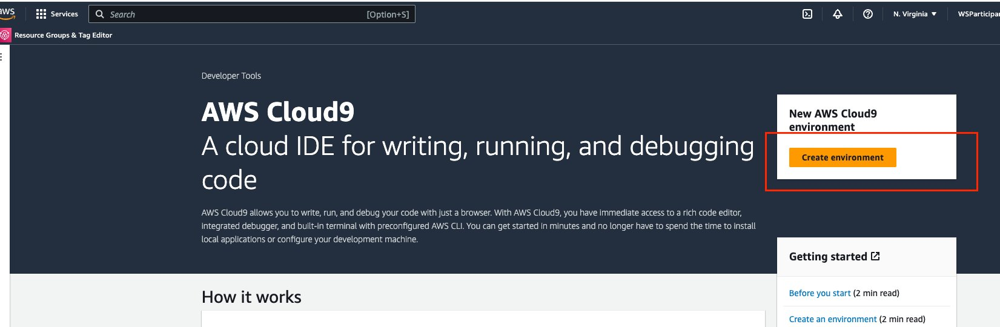 aws
Services
Search
[Option+S]
N. Virginia
Resource Groups & Tag Editor
Developer Tools
AWS Cloud9
A cloud IDE for writing, running, and debugging
code
AWS Cloud9 allows you to write, run, and debug your code with just a browser. With AWS Cloud9, you have immediate access to a rich code editor,
integrated debugger, and built-in terminal with preconfigured AWS CLI. You can get started in minutes and no longer have to spend the time to install
local applications or configure your development machine.
New AWS Cloud9
environment
Create environment
Getting started
Before you start (2 min read)
Create an environment (2 min read)
How it works